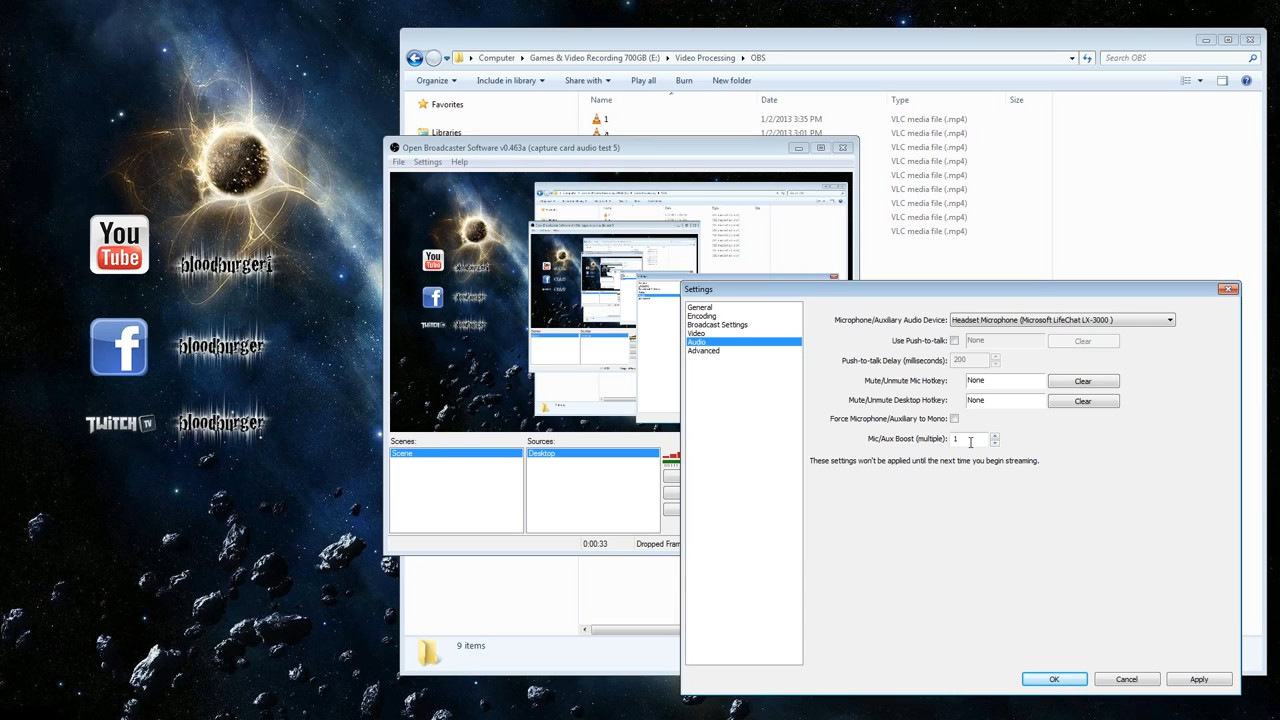 Computer ▸ Games & Video Recording 700GB (E:) ▸ Video Processing ▸ OBS
Search OBS
Organize
Include in library
Share with
Play all
Burn
New folder
Favorites
Libraries
Name
Date
Type
Size
1
1/2/2013 3:35 PM
VLC media file (.mp4)
a
1/2/2013 3:01 PM
VLC media file (.mp4)
VLC media file (.mp4)
VLC media file (.mp4)
VLC media file (.mp4)
VLC media file (.mp4)
VLC media file (.mp4)
VLC media file (.mp4)
VLC media file (.mp4)
9 items
Open Broadcaster Software v0.463a (capture card audio test 5)
File
Settings
Help
Scenes:
Sources:
Scene
Desktop
0:00:33
Dropped Fram
Settings
General
Encoding
Broadcast Settings
Video
Audio
Advanced
Microphone/Auxiliary Audio Device:
Headset Microphone (Microsoft LifeChat LX-3000 )
Use Push-to-talk:
None
Clear
Push-to-talk Delay (milliseconds):
200
Mute/Unmute Mic Hotkey:
None
Clear
Mute/Unmute Desktop Hotkey:
None
Clear
Force Microphone/Auxiliary to Mono:
Mic/Aux Boost (multiple):
1
These settings won't be applied until the next time you begin streaming.
OK
Cancel
Apply
You
Tube
bloodburger1
f
bloodburger
TWITCH TV
bloodburger